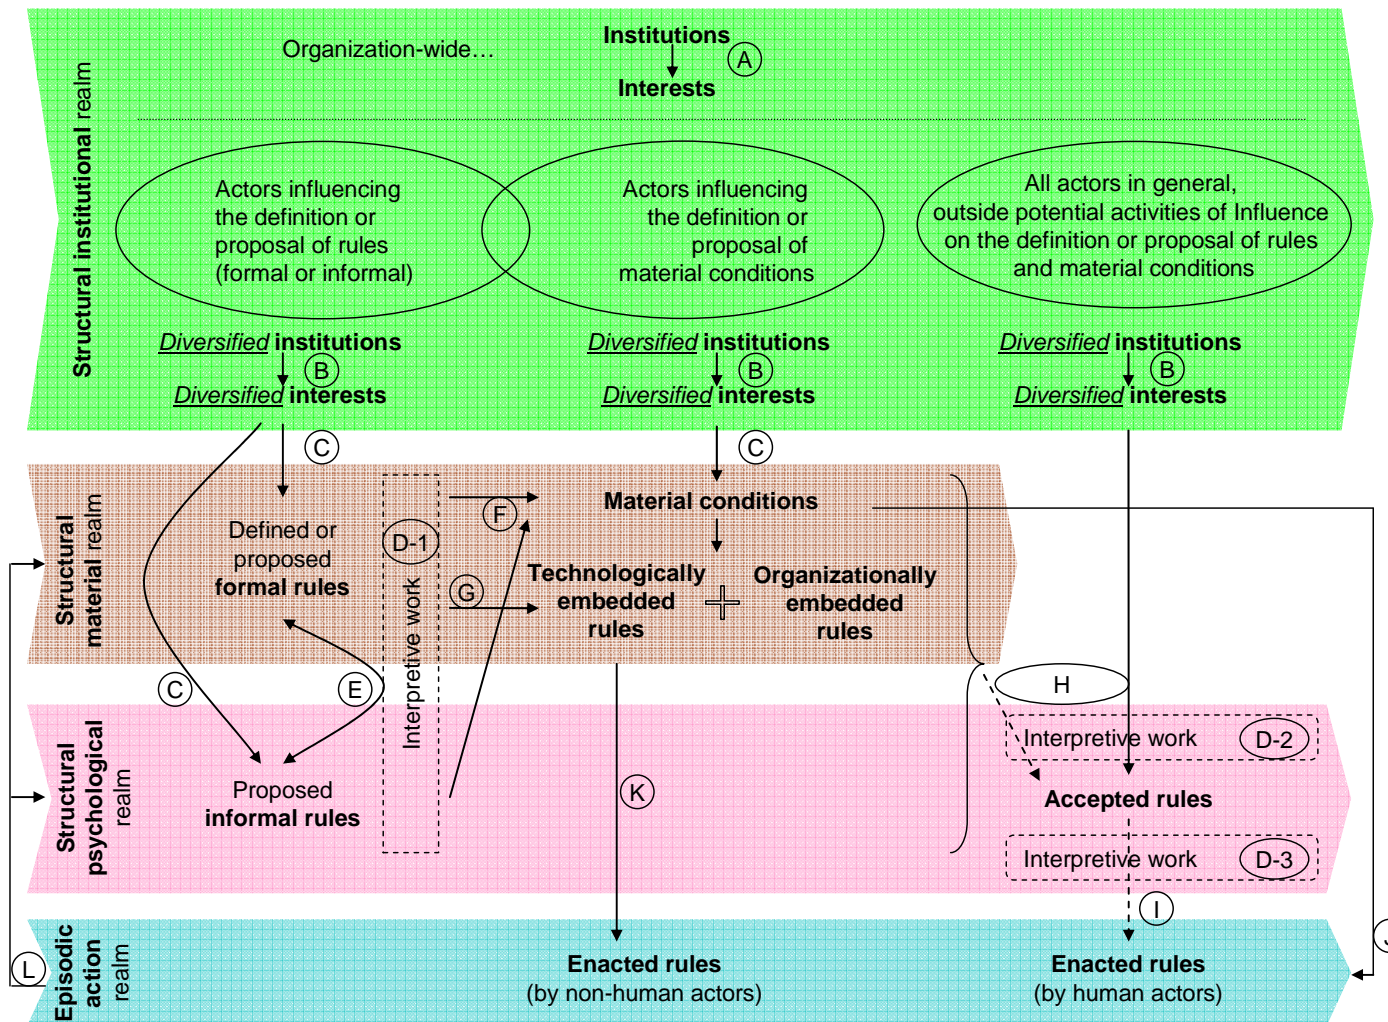 Organization-wide…
Institutions
A
Interests
Structural institutional realm
Actors influencing
the definition or
proposal of rules
(formal or informal)
Actors influencing
the definition or
proposal of
material conditions
All actors in general,
outside potential activities of Influence
on the definition or proposal of rules
and material conditions
Diversified institutions
B
Diversified interests
Diversified institutions
B
Diversified interests
Diversified institutions
B
Diversified interests
C
C
Structural
material realm
Defined or
proposed
formal rules
D-1
Interpretive work
F
G
Material conditions
Technologically
embedded
rules
Organizationally
embedded
rules
C
E
H
Structural
psychological
realm
Proposed
informal rules
K
Interpretive work
D-2
Accepted rules
Interpretive work
D-3
I
J
L
Episodic
action
realm
Enacted rules
(by non-human actors)
Enacted rules
(by human actors)